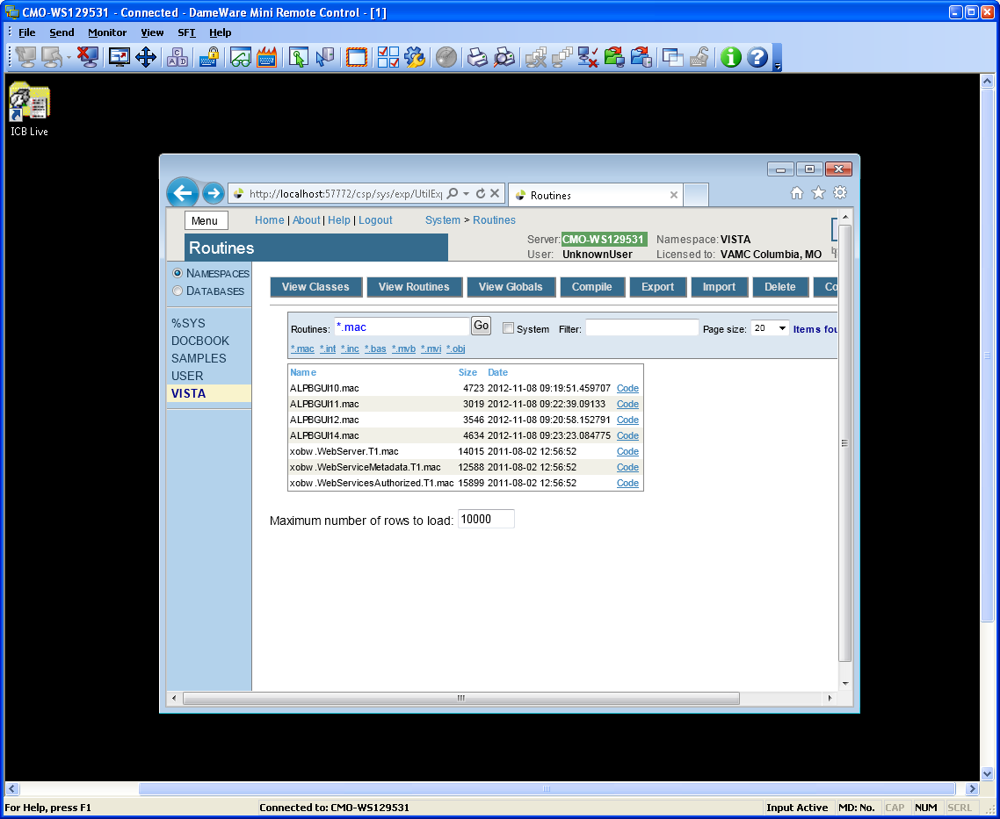 CMO-WS129531 - Connected - DameWare Mini Remote Control - [1]
File Send Monitor View SFT Help
ICB Live
http://localhost:57772/csp/sys/exp/UtilExp
Routines
Menu Home | About | Help | Logout System > Routines
Routines
Server: CMO-WS129531 Namespace: VISTA
User: UnknownUser Licensed to: VAMC Columbia, MO
NAMESPACES
DATABASES
%SYS
DOCBOOK
SAMPLES
USER
VISTA
View Classes View Routines View Globals Compile Export Import Delete Co
Routines: *.mac Go System Filter: Page size: 20 Items fou
*.mac *.int *.inc *.bas *.mvb *.mvi *.obj
Name Size Date
ALPBGUI10.mac 4723 2012-11-08 09:19:51.459707 Code
ALPBGUI11.mac 3019 2012-11-08 09:22:39.09133 Code
ALPBGUI12.mac 3546 2012-11-08 09:20:58.152791 Code
ALPBGUI14.mac 4634 2012-11-08 09:23:23.084775 Code
xobw.WebServer.T1.mac 14015 2011-08-02 12:56:52 Code
xobw.WebServiceMetadata.T1.mac 12588 2011-08-02 12:56:52 Code
xobw.WebServicesAuthorized.T1.mac 15899 2011-08-02 12:56:52 Code
Maximum number of rows to load: 10000
For Help, press F1 Connected to: CMO-WS129531 Input Active MD: No. CAP NUM SCRL